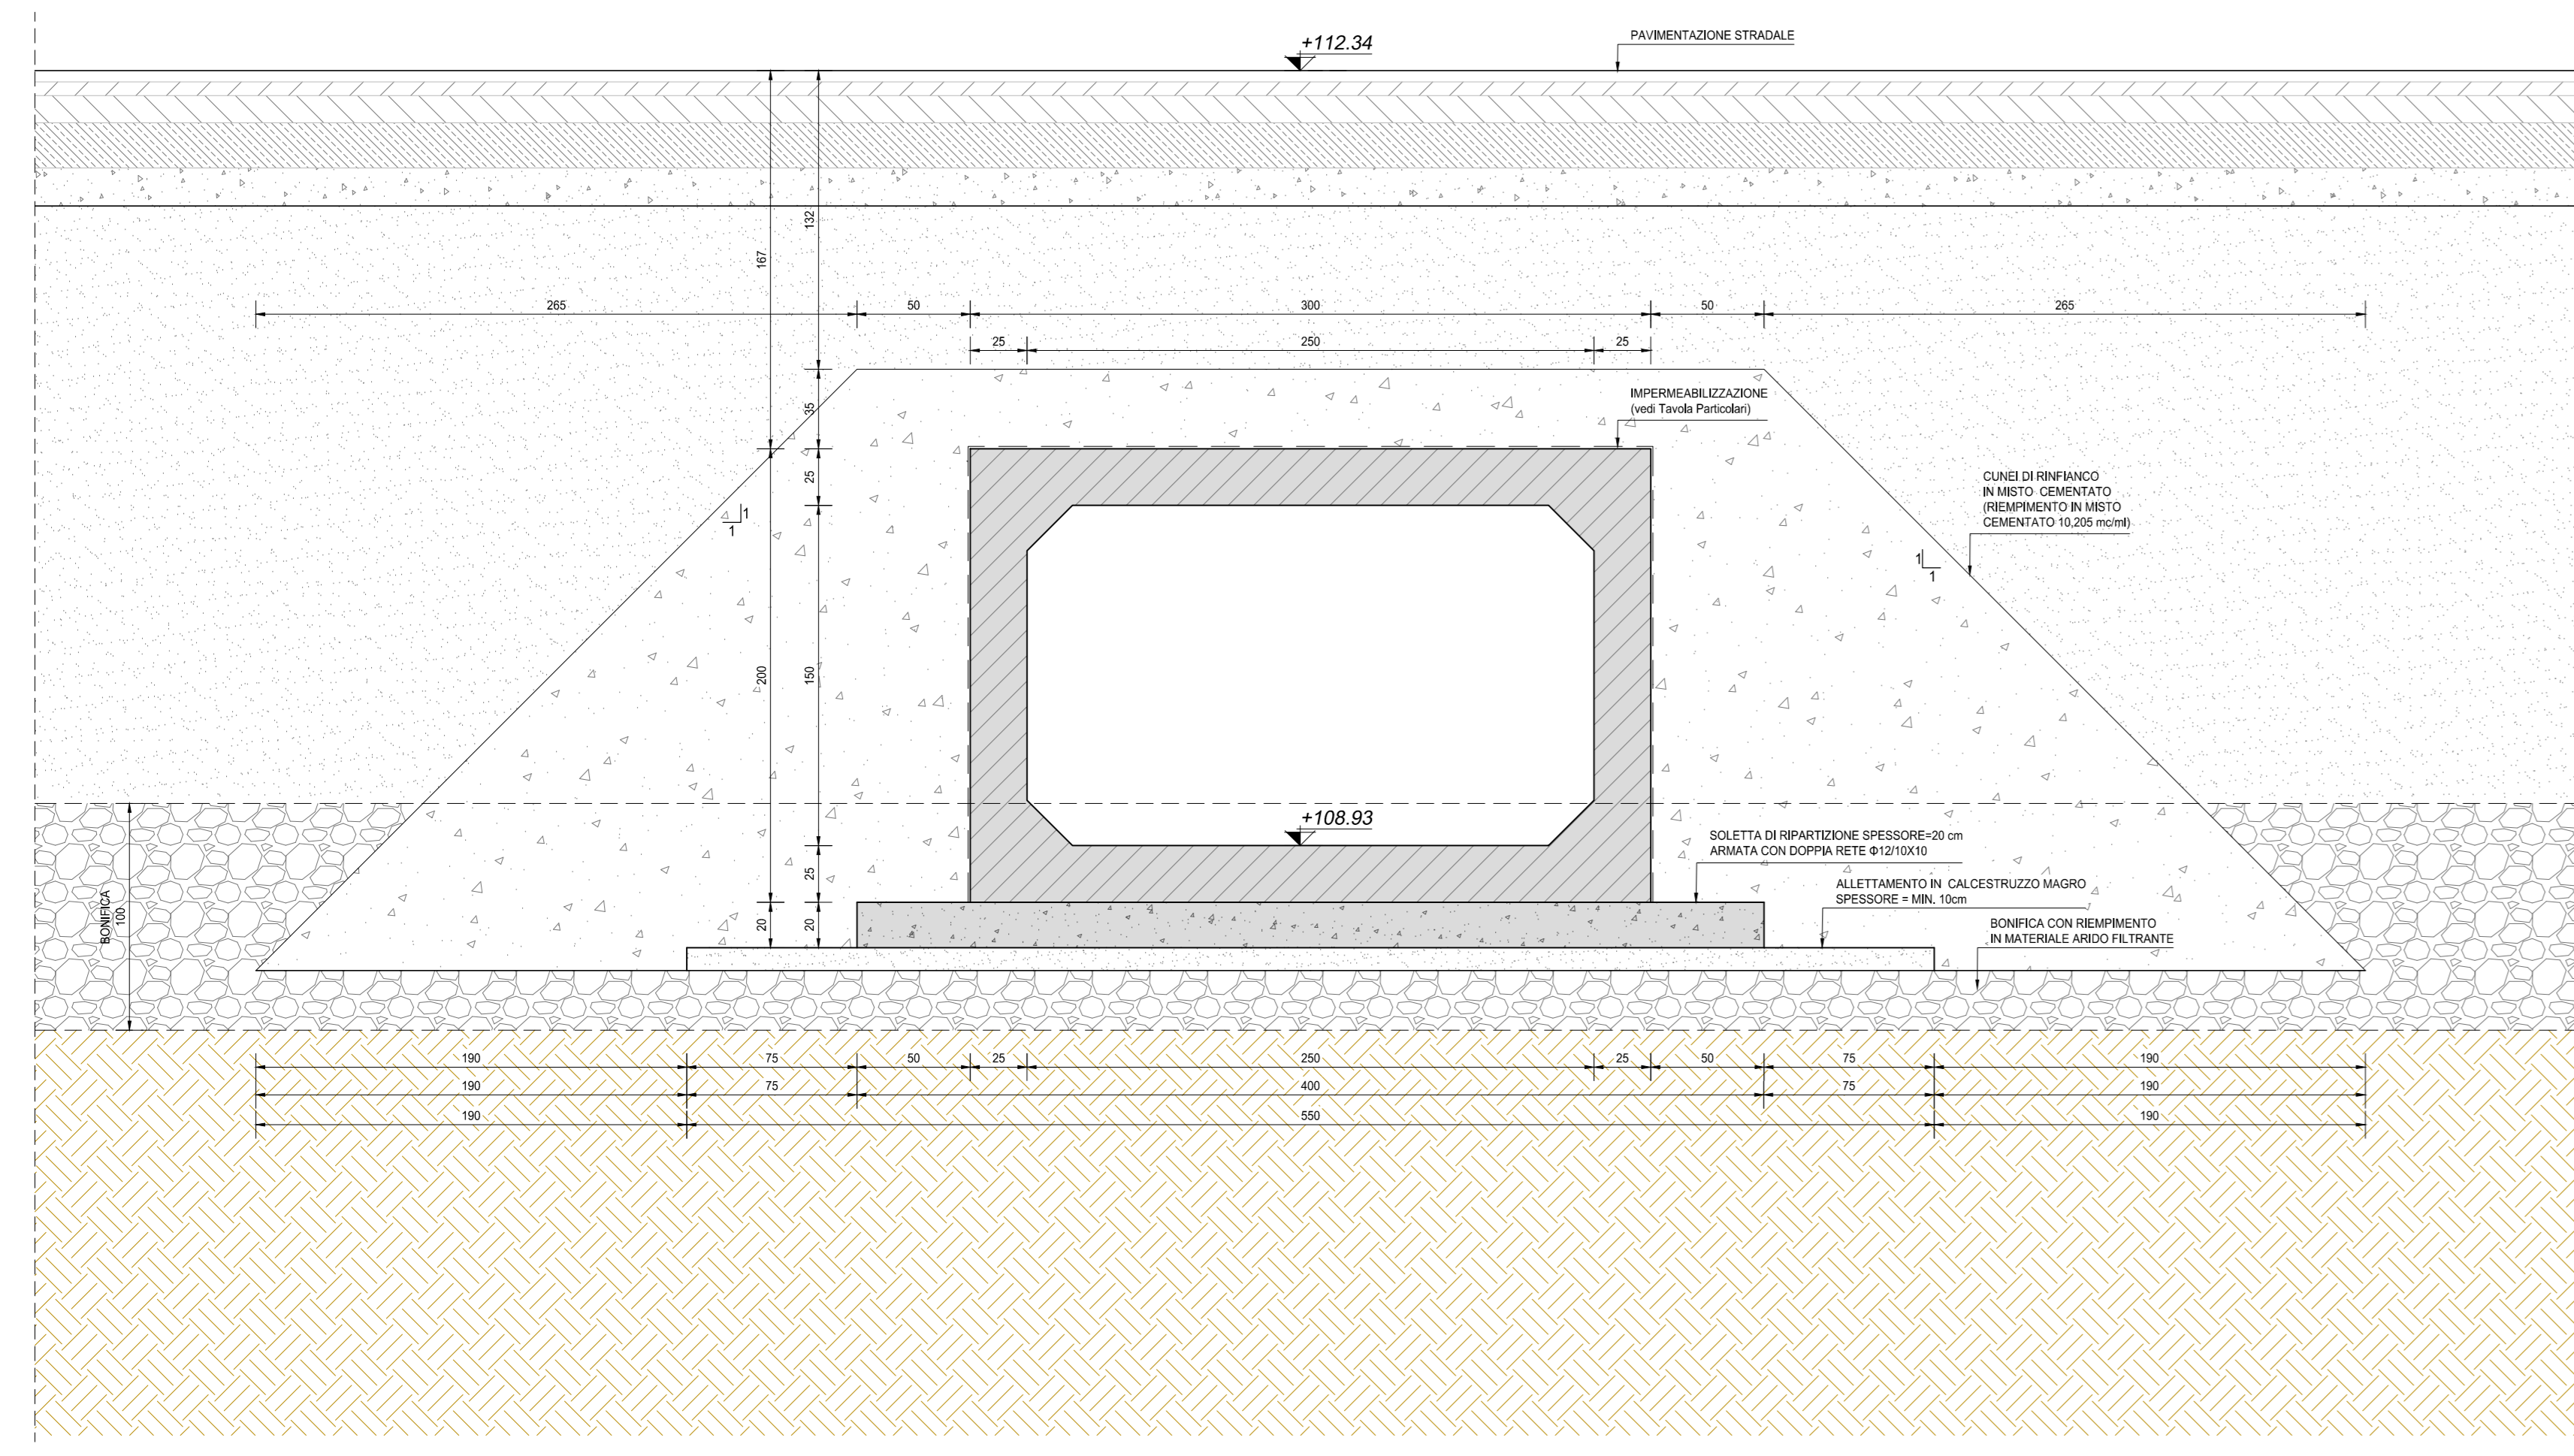 +112.34
PAVIMENTAZIONE STRADALE
132
167
265
50
300
50
265
25
250
25
35
IMPERMEABILIZZAZIONE
(vedi Tavola Particolari)
25
CUNEI DI RINFIANCO
IN MISTO CEMENTATO
(RIEMPIMENTO IN MISTO
CEMENTATO 10,205 mc/ml)
1
1
1
1
200
150
+108.93
SOLETTA DI RIPARTIZIONE SPESSORE=20 cm
ARMATA CON DOPPIA RETE Φ12/10X10
25
ALLETTAMENTO IN CALCESTRUZZO MAGRO
SPESSORE = MIN. 10cm
BONIFICA
100
20
20
BONIFICA CON RIEMPIMENTO
IN MATERIALE ARIDO FILTRANTE
190
75
50
25
250
25
50
75
190
190
75
400
75
190
190
550
190